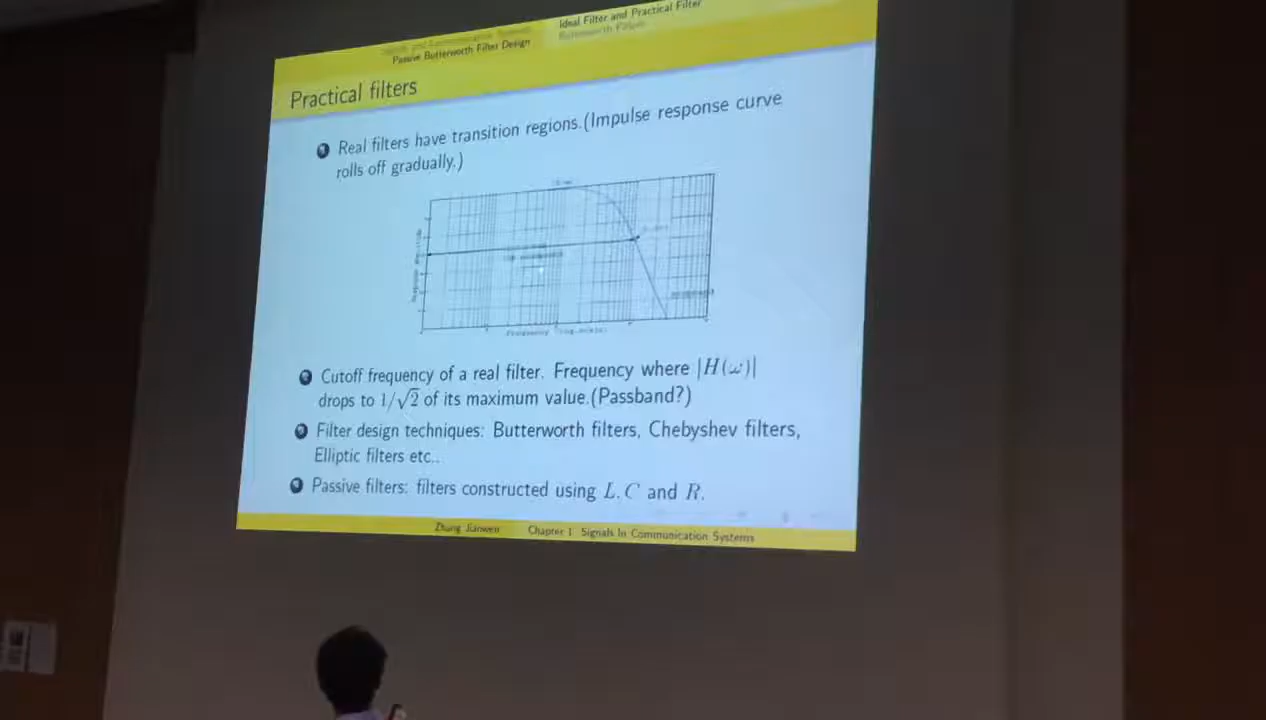 Ideal Filter and Practical Filter
Passive Butterworth Filter Design
Butterworth Filters
Practical filters
Real filters have transition regions.(Impulse response curve
rolls off gradually.)
Cutoff frequency of a real filter. Frequency where |H(ω)|
drops to 1/√2 of its maximum value.(Passband?)
Filter design techniques: Butterworth filters, Chebyshev filters,
Elliptic filters etc..
Passive filters: filters constructed using L, C and R.
Zhang Jianwen Chapter 1 Signals In Communication Systems